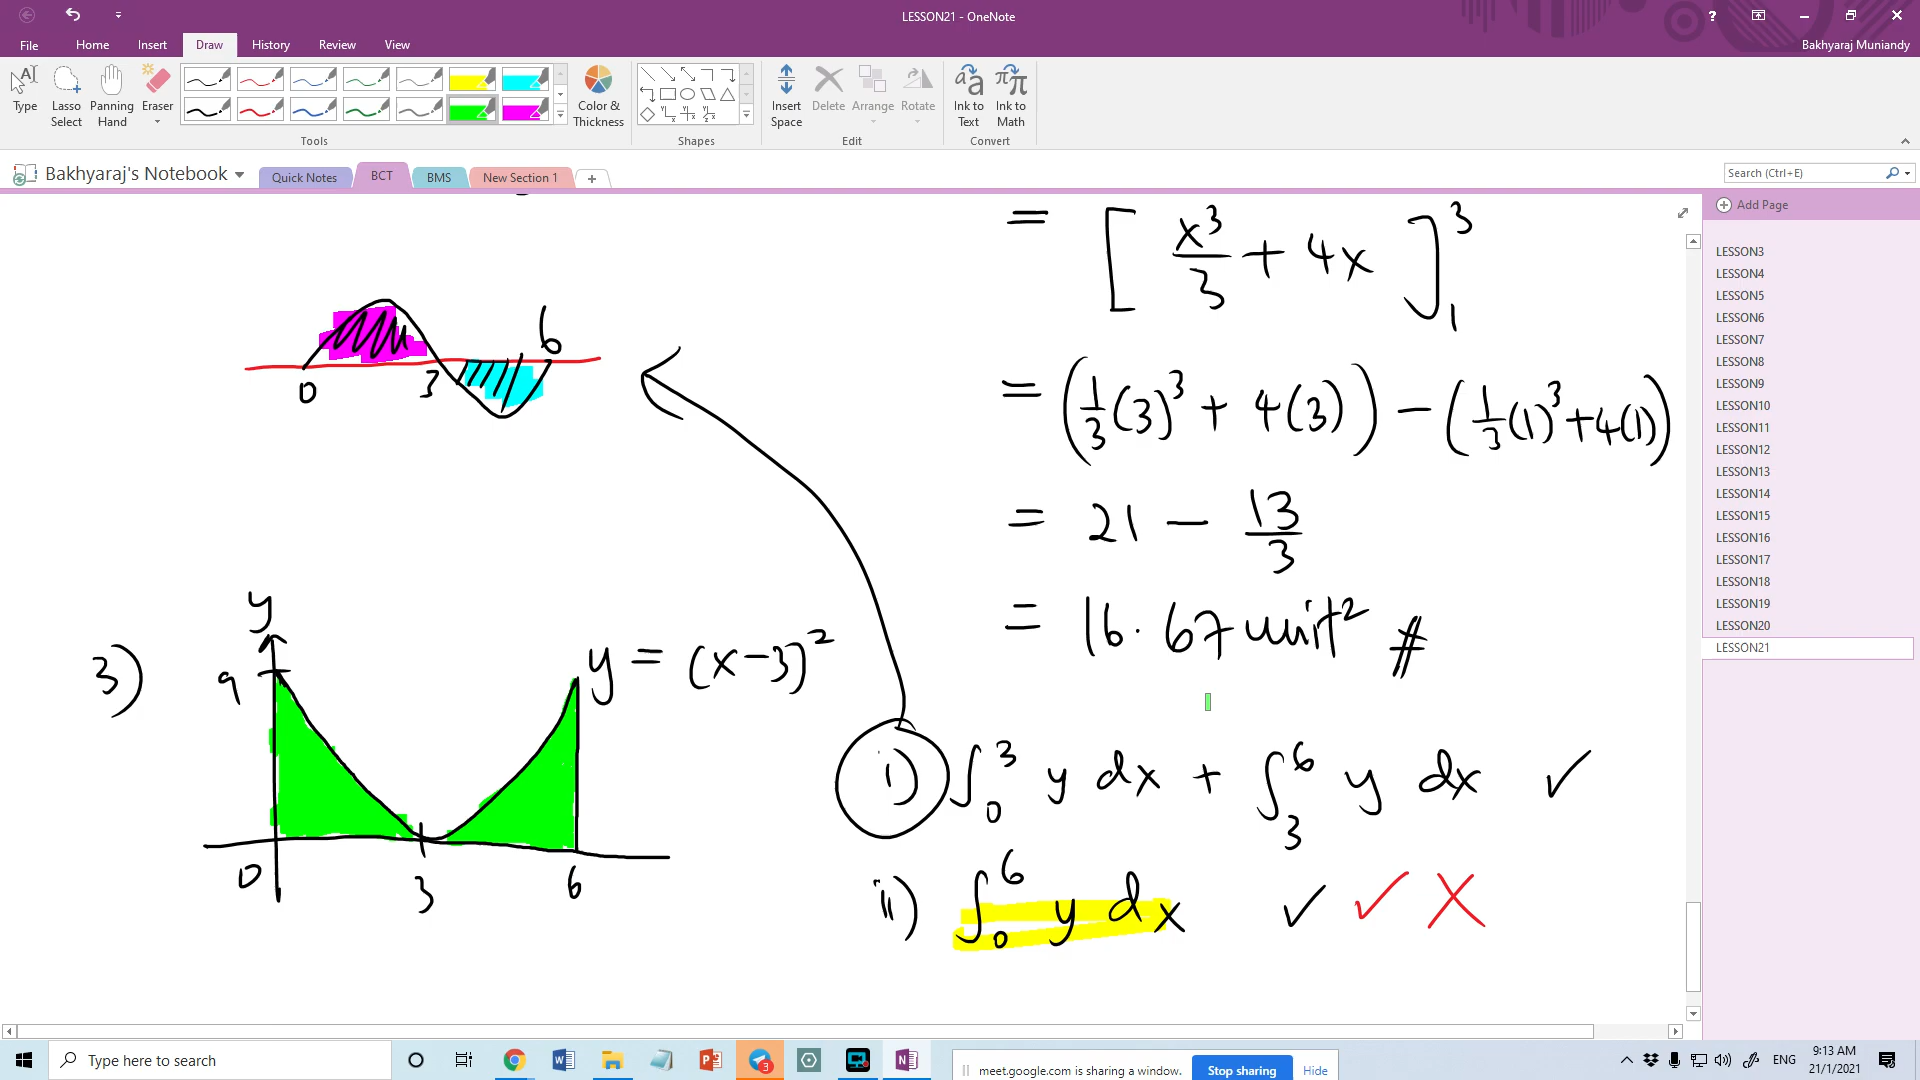 LESSON21 - OneNote
?
File Home Insert Draw History Review View
Bakhyaraj Muniandy
Type
Lasso Select
Panning Hand
Eraser
Color & Thickness
Insert Space
Delete
Arrange
Rotate
Ink to Text
Ink to Math
Tools
Shapes
Edit
Convert
Bakhyaraj's Notebook
Quick Notes
BCT
BMS
New Section 1
Search (Ctrl+E)
Add Page
LESSON3
LESSON4
LESSON5
LESSON6
LESSON7
LESSON8
LESSON9
LESSON10
LESSON11
LESSON12
LESSON13
LESSON14
LESSON15
LESSON16
LESSON17
LESSON18
LESSON19
LESSON20
LESSON21
0 3 6
3)
y
9
y = (x-3)²
0 3 6
= [x³/3 + 4x]₁³
= (1/3(3)³ + 4(3)) - (1/3(1)³ + 4(1))
= 21 - 13/3
= 16.67 unit² #
i) ∫₀³ y dx + ∫₃⁶ y dx ✓
ii) ∫₀⁶ y dx ✓ ✓ X
Type here to search
3
meet.google.com is sharing a window.
Stop sharing
Hide
ENG
9:13 AM
21/1/2021